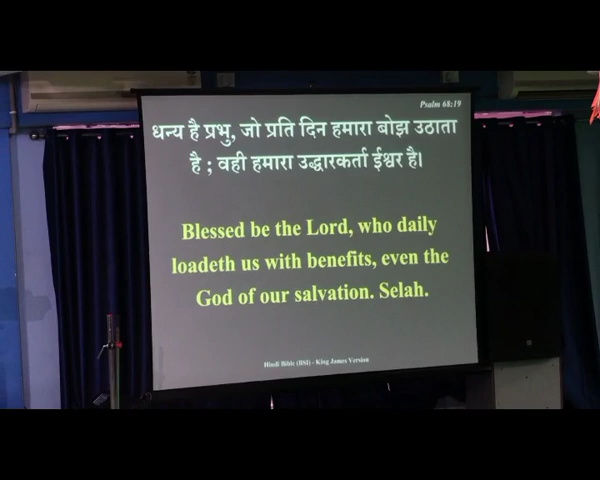 Psalm 68:19
धन्य है प्रभु, जो प्रति दिन हमारा बोझ उठाता
है ; वही हमारा उद्धारकर्ता ईश्वर है।
Blessed be the Lord, who daily
loadeth us with benefits, even the
God of our salvation. Selah.
Hindi Bible (BSI) - King James Version